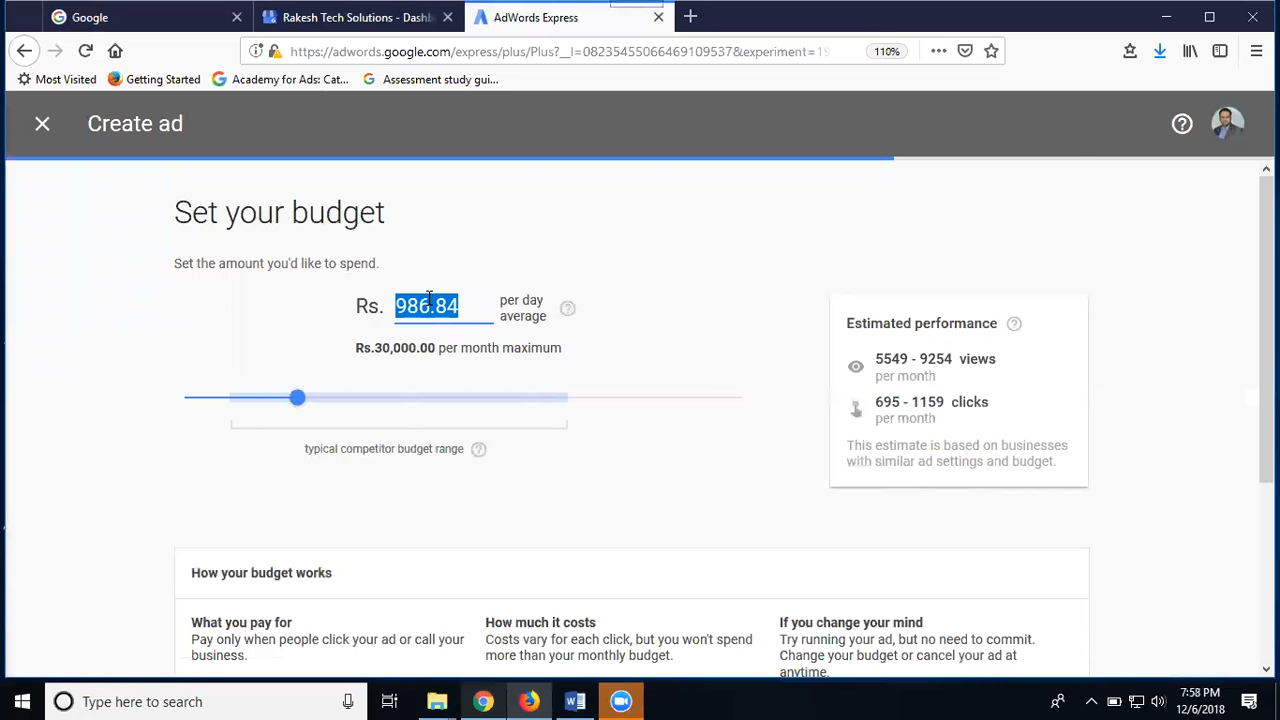 Google
Rakesh Tech Solutions - Dashb
AdWords Express
https://adwords.google.com/express/plus/Plus?__l=08235455066469109537&experiment=19
110%
Most Visited
Getting Started
Academy for Ads: Cat...
Assessment study gui...
Create ad
Set your budget
Set the amount you'd like to spend.
Rs. 986.84 per day
average
Rs.30,000.00 per month maximum
typical competitor budget range
Estimated performance
5549 - 9254 views
per month
695 - 1159 clicks
per month
This estimate is based on businesses
with similar ad settings and budget.
How your budget works
What you pay for
Pay only when people click your ad or call your
business.
How much it costs
Costs vary for each click, but you won't spend
more than your monthly budget.
If you change your mind
Try running your ad, but no need to commit.
Change your budget or cancel your ad at
anytime.
Type here to search
7:58 PM
12/6/2018